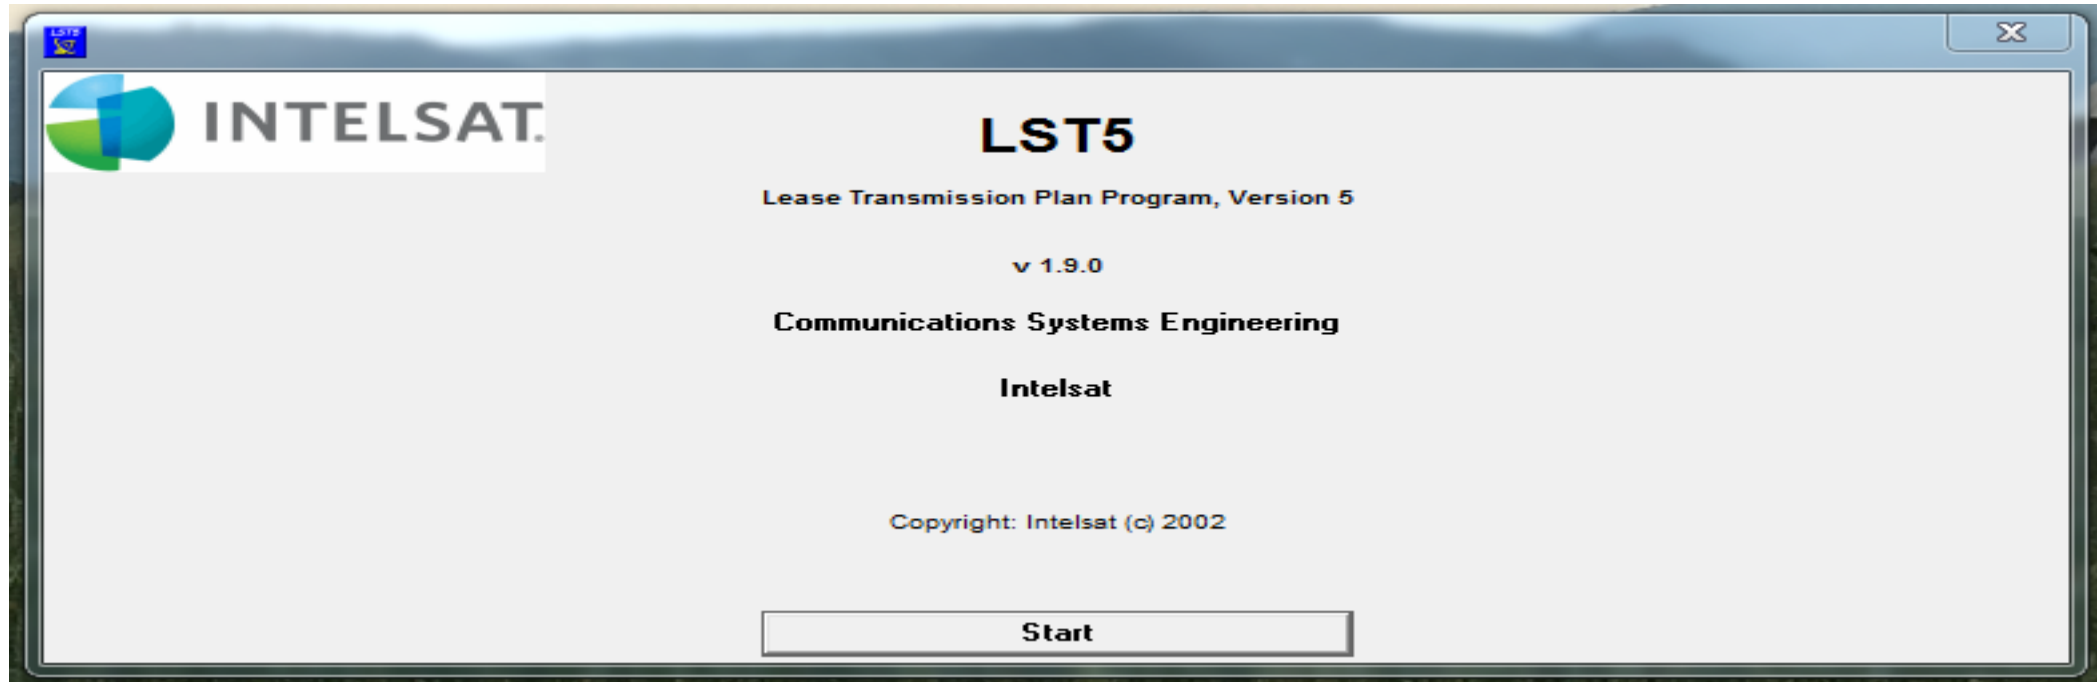 LST5
INTELSAT.
LST5
Lease Transmission Plan Program, Version 5
v 1.9.0
Communications Systems Engineering
Intelsat
Copyright: Intelsat (c) 2002
Start